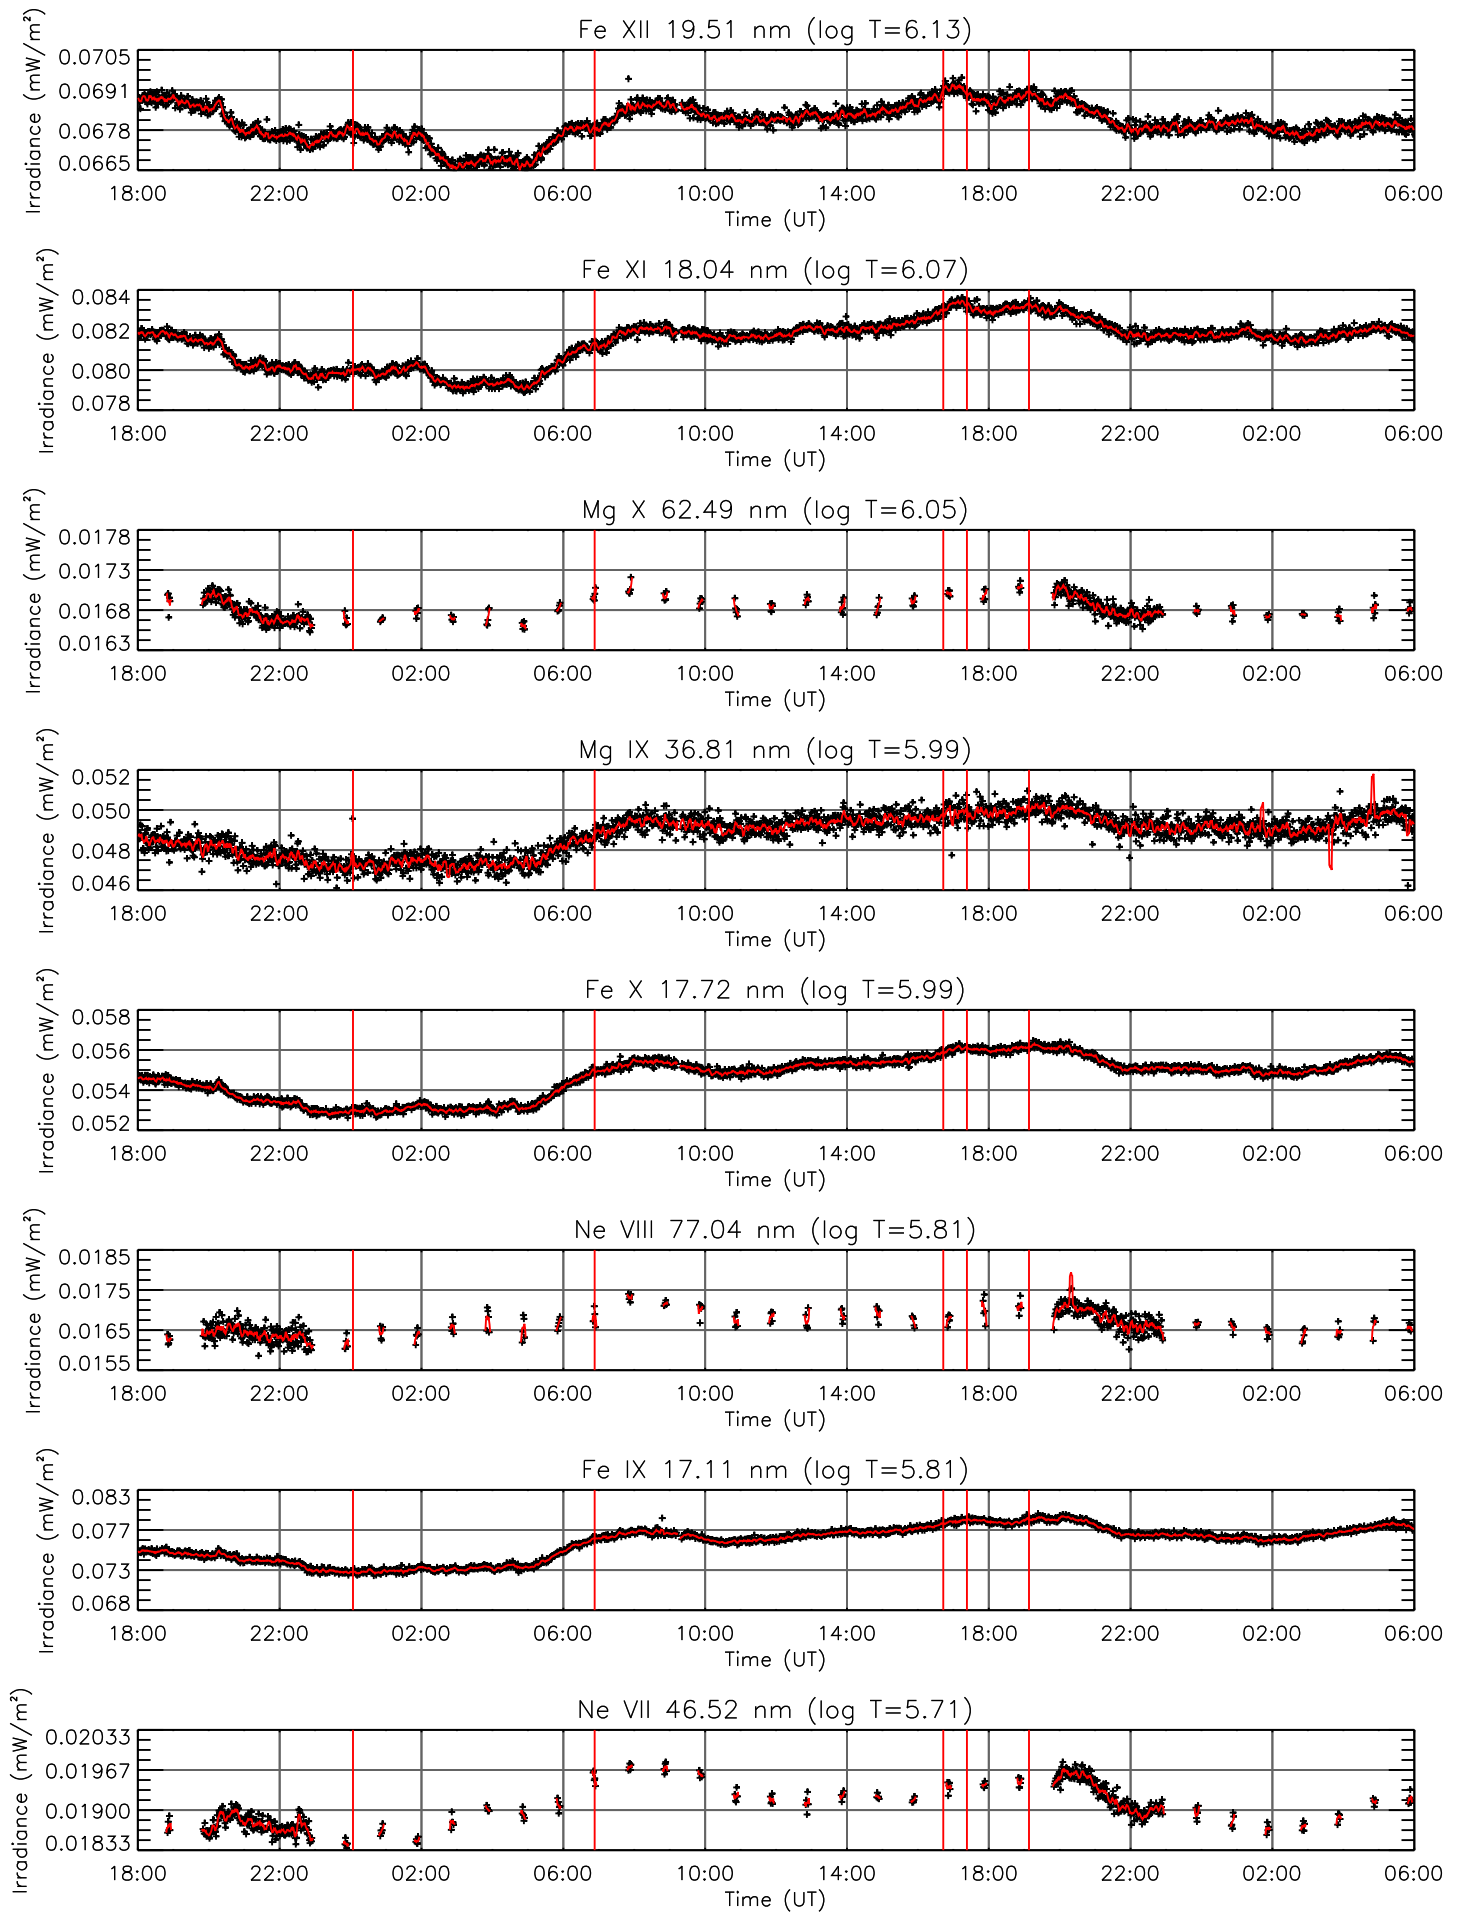 Fe XII 19.51 nm (log T=6.13)
Irradiance (mW/m²)
0.0705
0.0691
0.0678
0.0665
18:00 22:00 02:00 06:00 10:00 14:00 18:00 22:00 02:00 06:00
Time (UT)
Fe XI 18.04 nm (log T=6.07)
Irradiance (mW/m²)
0.084
0.082
0.080
0.078
18:00 22:00 02:00 06:00 10:00 14:00 18:00 22:00 02:00 06:00
Time (UT)
Mg X 62.49 nm (log T=6.05)
Irradiance (mW/m²)
0.0178
0.0173
0.0168
0.0163
18:00 22:00 02:00 06:00 10:00 14:00 18:00 22:00 02:00 06:00
Time (UT)
Mg IX 36.81 nm (log T=5.99)
Irradiance (mW/m²)
0.052
0.050
0.048
0.046
18:00 22:00 02:00 06:00 10:00 14:00 18:00 22:00 02:00 06:00
Time (UT)
Fe X 17.72 nm (log T=5.99)
Irradiance (mW/m²)
0.058
0.056
0.054
0.052
18:00 22:00 02:00 06:00 10:00 14:00 18:00 22:00 02:00 06:00
Time (UT)
Ne VIII 77.04 nm (log T=5.81)
Irradiance (mW/m²)
0.0185
0.0175
0.0165
0.0155
18:00 22:00 02:00 06:00 10:00 14:00 18:00 22:00 02:00 06:00
Time (UT)
Fe IX 17.11 nm (log T=5.81)
Irradiance (mW/m²)
0.083
0.077
0.073
0.068
18:00 22:00 02:00 06:00 10:00 14:00 18:00 22:00 02:00 06:00
Time (UT)
Ne VII 46.52 nm (log T=5.71)
Irradiance (mW/m²)
0.02033
0.01967
0.01900
0.01833
18:00 22:00 02:00 06:00 10:00 14:00 18:00 22:00 02:00 06:00
Time (UT)